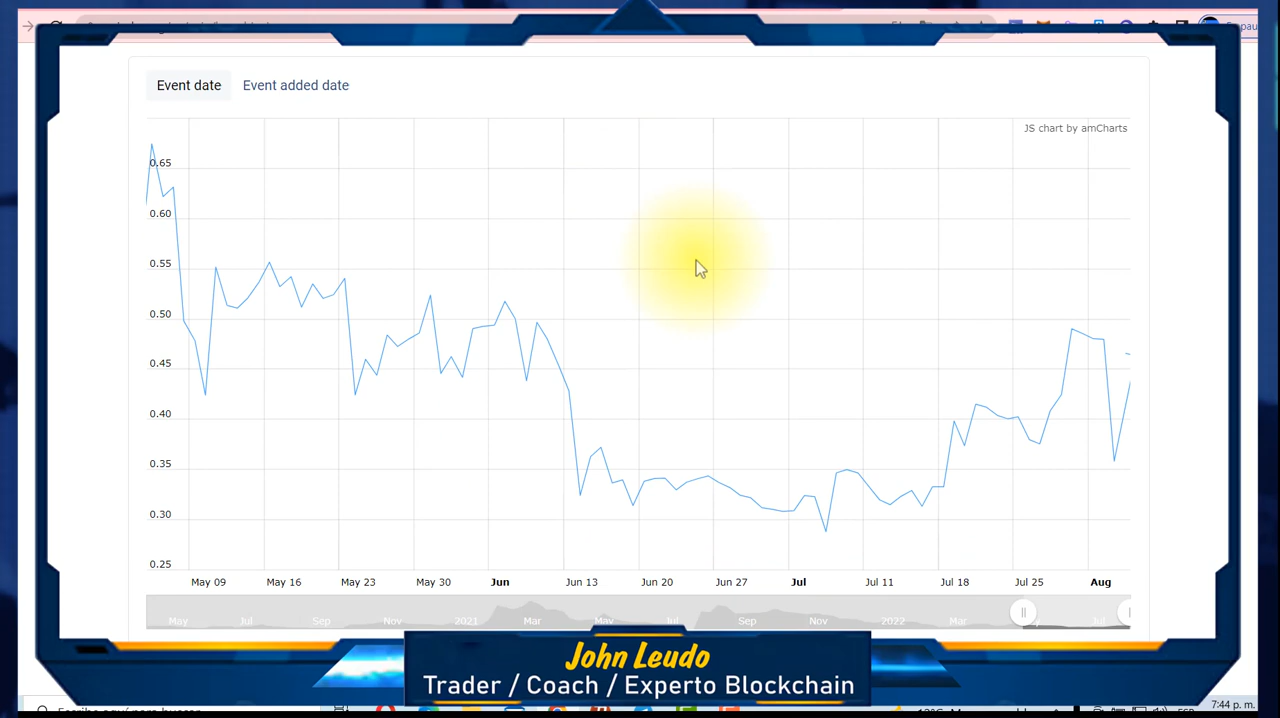 Event date Event added date
JS chart by amCharts
0.65
0.60
0.55
0.50
0.45
0.40
0.35
0.30
0.25
May 09 May 16 May 23 May 30 Jun Jun 13 Jun 20 Jun 27 Jul Jul 11 Jul 18 Jul 25 Aug
May Jul Sep Nov 2021 Mar May Jul Sep Nov 2022 Mar Jul
John Leudo
Trader / Coach / Experto Blockchain
7:44 p. m.